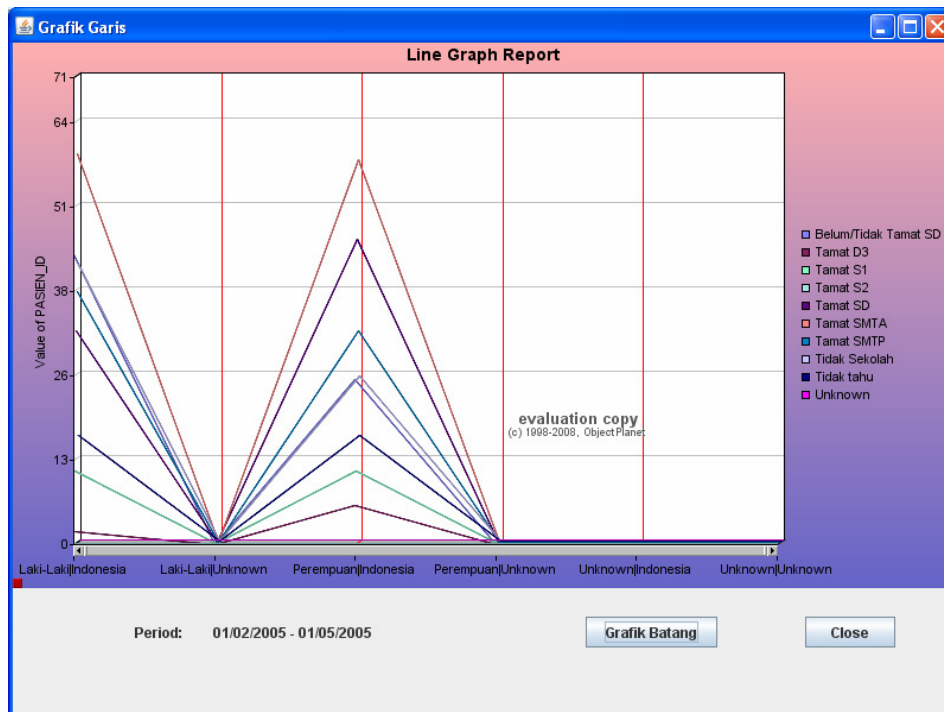 Grafik Garis
Line Graph Report
Value of PASIEN_ID
71
64
51
38
26
13
0
Laki-Laki|Indonesia
Laki-Laki|Unknown
Perempuan|Indonesia
Perempuan|Unknown
Unknown|Indonesia
Unknown|Unknown
evaluation copy
(c) 1998-2008, ObjectPlanet
Belum/Tidak Tamat SD
Tamat D3
Tamat S1
Tamat S2
Tamat SD
Tamat SMTA
Tamat SMTP
Tidak Sekolah
Tidak tahu
Unknown
Period: 01/02/2005 - 01/05/2005
Grafik Batang
Close